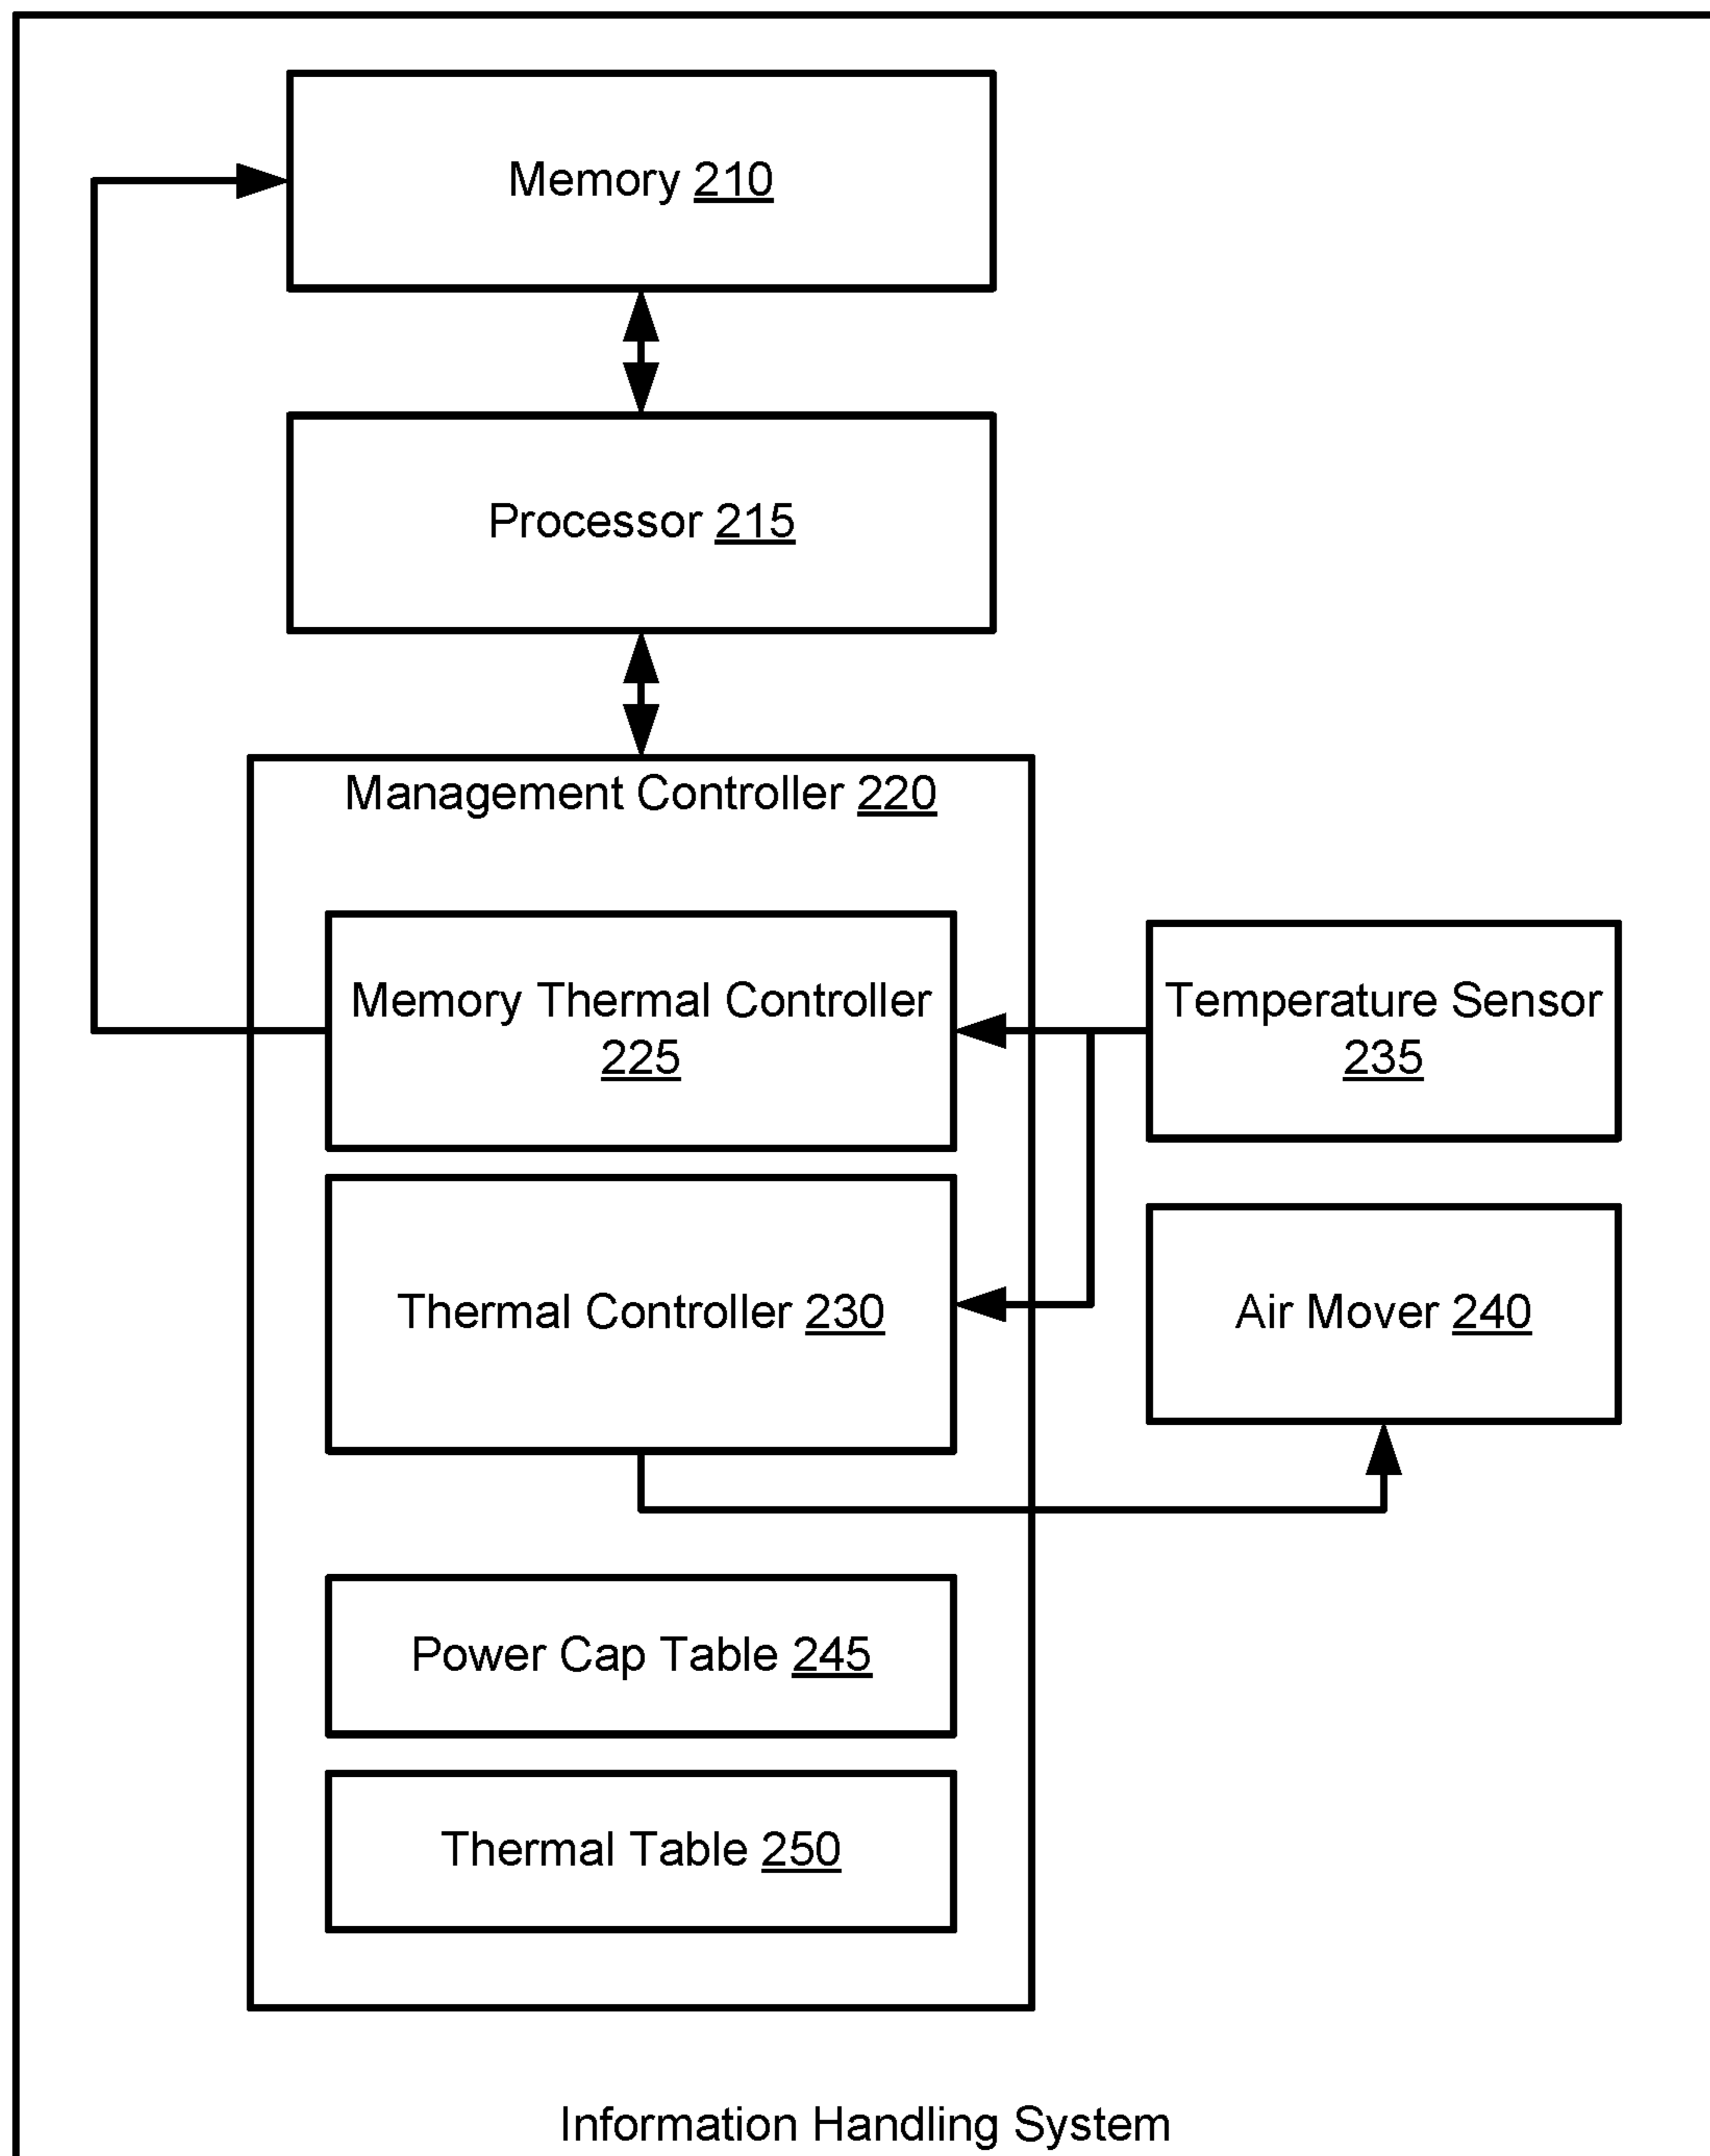 Memory 210
Processor 215
Management Controller 220
Memory Thermal Controller
225
Temperature Sensor
235
Thermal Controller 230
Air Mover 240
Power Cap Table 245
Thermal Table 250
Information Handling System